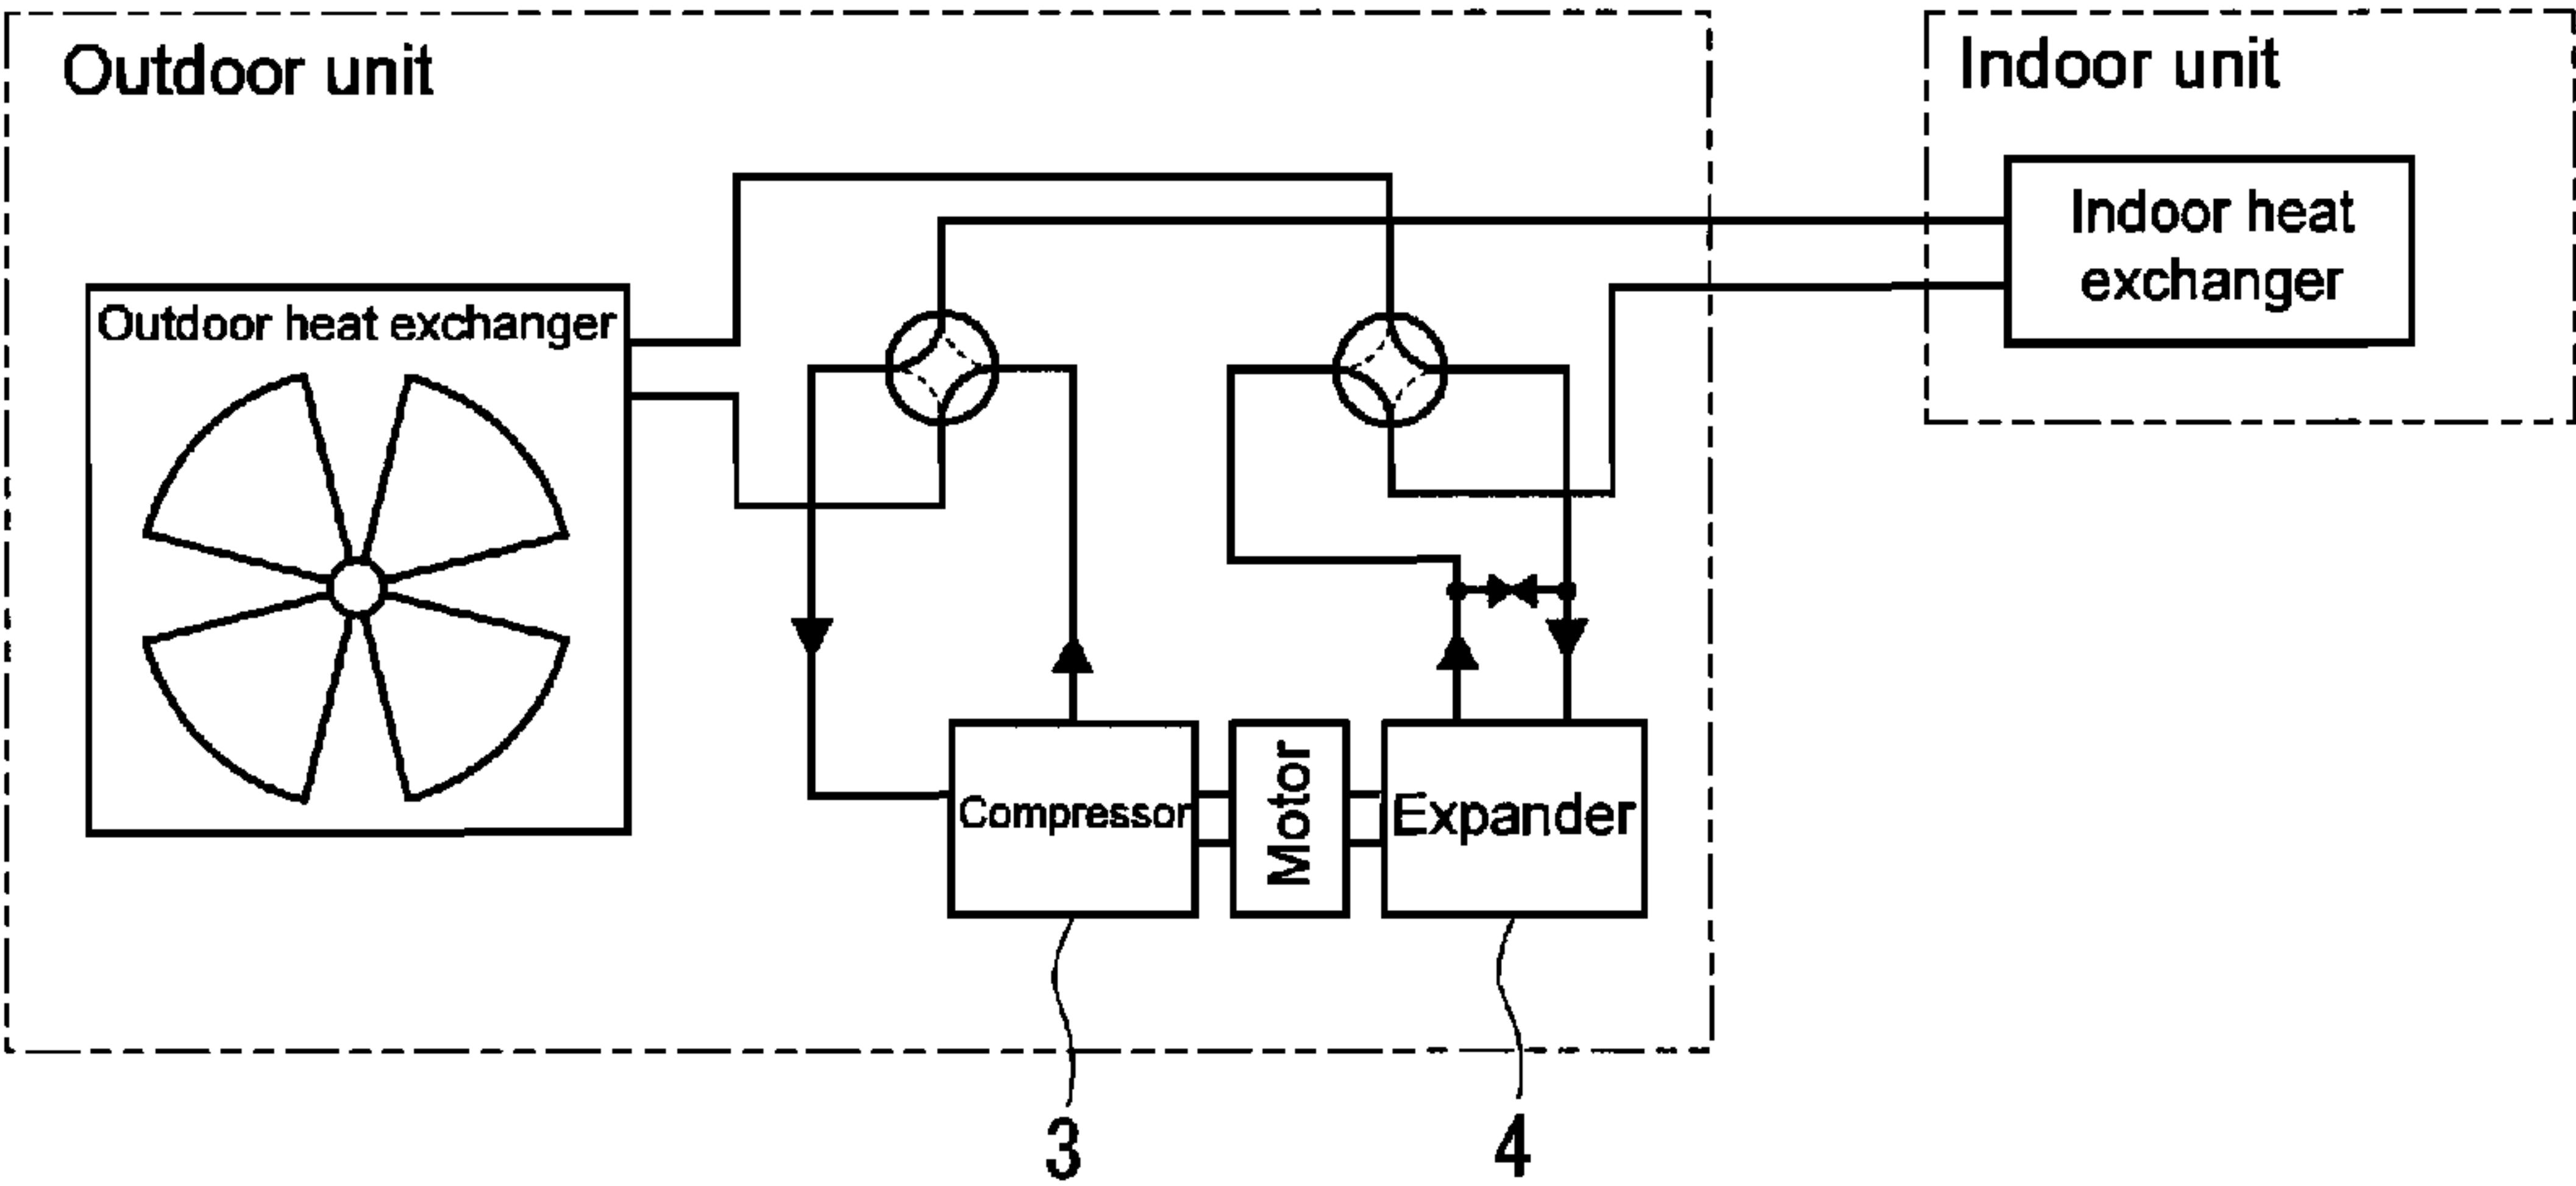 Outdoor unit
Indoor unit
Indoor heat
exchanger
Outdoor heat exchanger
Compressor
Motor
Expander
3
4